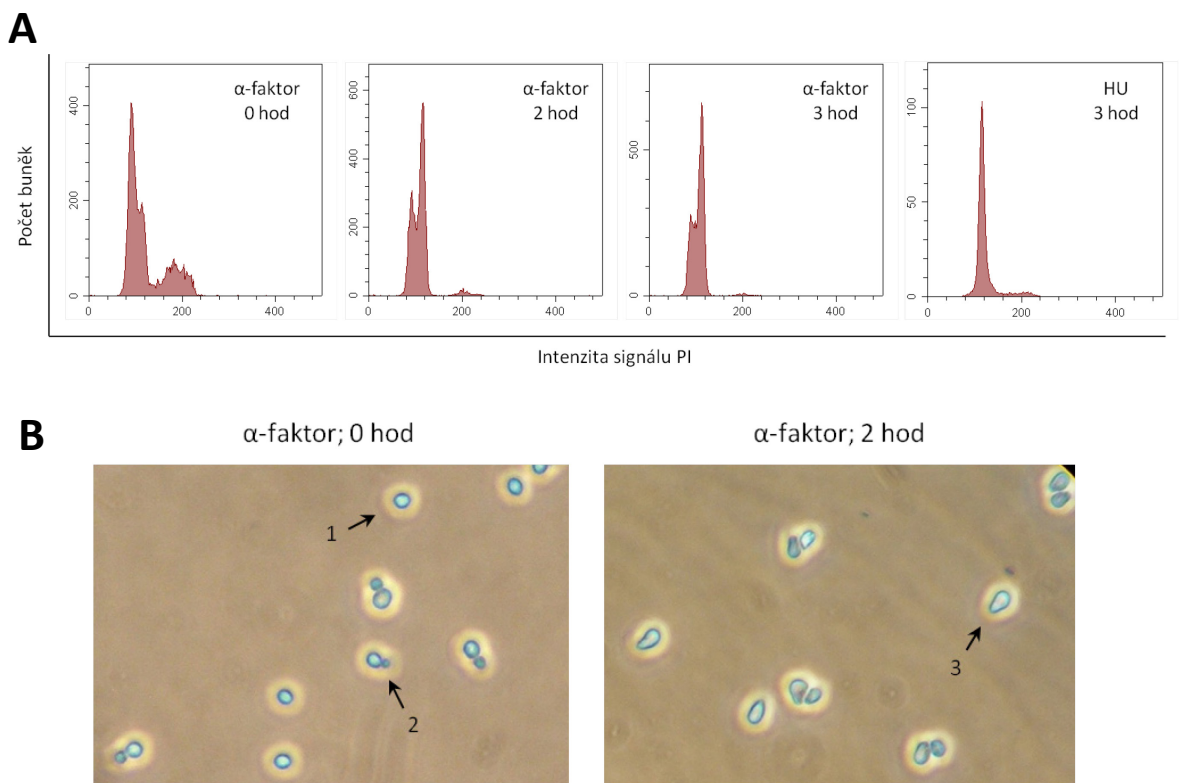 A
α-faktor
0 hod
α-faktor
2 hod
α-faktor
3 hod
HU
3 hod
Počet buněk
400
200
0
0
200
400
600
400
200
0
0
200
400
500
0
0
200
400
100
50
0
0
200
400
Intenzita signálu PI
B
α-faktor; 0 hod
α-faktor; 2 hod
1
2
3